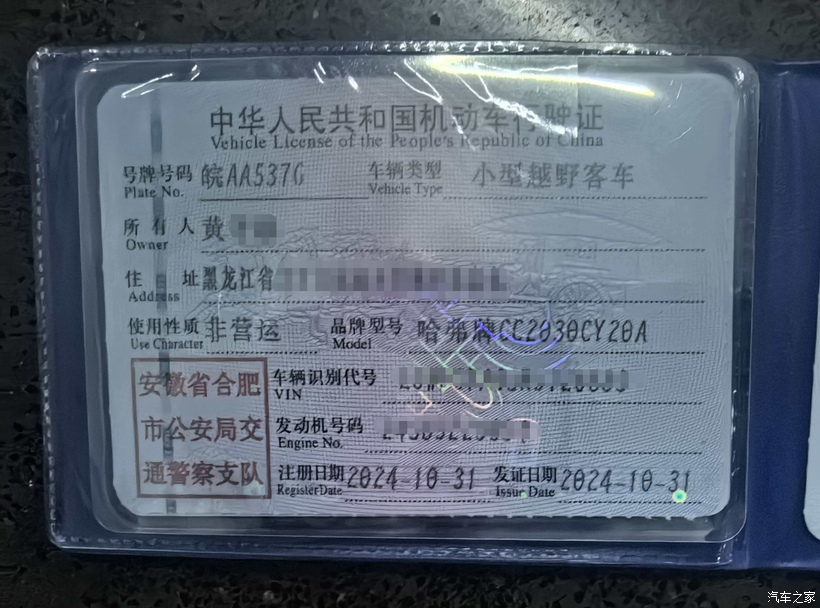 中华人民共和国机动车行驶证
Vehicle License of the People's Republic of China
号牌号码 皖AA537G 车辆类型 小型越野客车
Plate No. Vehicle Type
所有人 黄
Owner
住址 黑龙江省
Address
使用性质 非营运 品牌型号 哈弗牌CC2030CY20A
Use Character Model
安徽省合肥
市公安局交
通警察支队
车辆识别代号
VIN
发动机号码
Engine No.
注册日期 2024-10-31 发证日期 2024-10-31
Register Date Issue Date
汽车之家